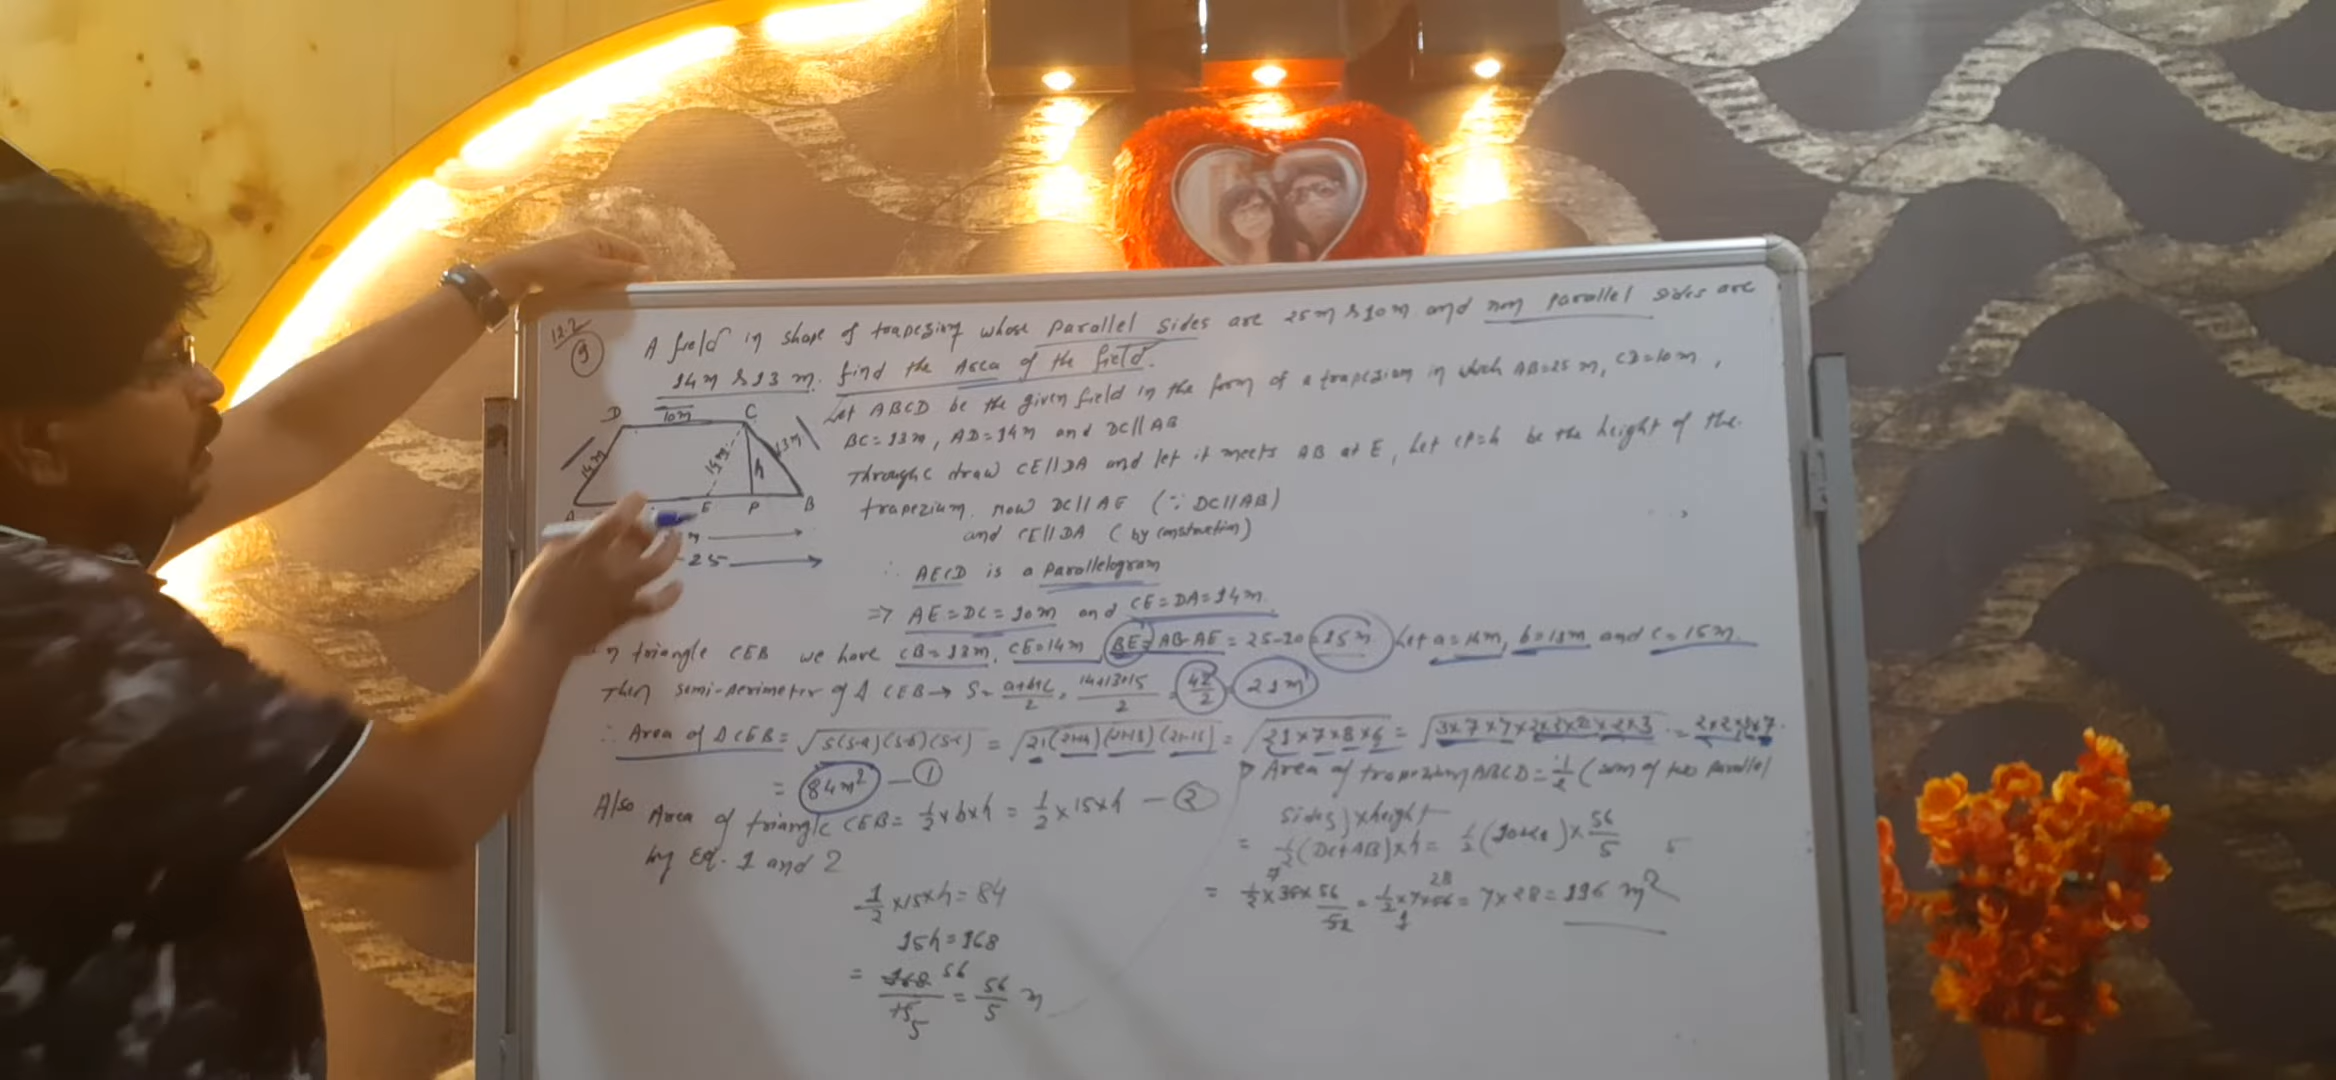 12.2
9
A field in shape of trapezium whose parallel sides are 25m & 10m and non parallel sides are
14m & 13 m. find the Area of the field.
D 10m C
14m 14m h 13m
A E P B
m
25
Let ABCD be the given field in the form of a trapezium in which AB=25 m, CD=10m,
BC=13m, AD=14m and DC||AB
Through C draw CE||DA and let it meets AB at E, Let CP=h be the height of the
trapezium. now DC||AE (∵ DC||AB)
and CE||DA (by construction)
∴ AECD is a parallelogram
⇒ AE=DC=10m and CE=DA=14m.
n triangle CEB we have CB=13m, CE=14m BE=AB-AE=25-10=15m Let a=14m, b=13m and c=15m.
Then semi-perimeter of Δ CEB → S= a+b+c/2 = 14+13+15/2 = 42/2 = 21m
∴ Area of Δ CEB = √s(s-a)(s-b)(s-c) = √21(21-14)(21-13)(21-15) = √21×7×8×6 = √3×7×7×2×2×2×2×3 = 2×2×3×7
= 84m² — ①
Also Area of triangle CEB= 1/2×b×h = 1/2×15×h — ②
by Eq. 1 and 2
1/2×15×h=84
15h=168
= 168 56/15 5 = 56/5 m
Area of trapezium ABCD=1/2(sum of two parallel
sides)×height
= 1/2(DC+AB)×h= 1/2(10+25)×56/5
= 1/2×35×56/5 = 1/2×7×56 28/1 = 7×28=196 m²